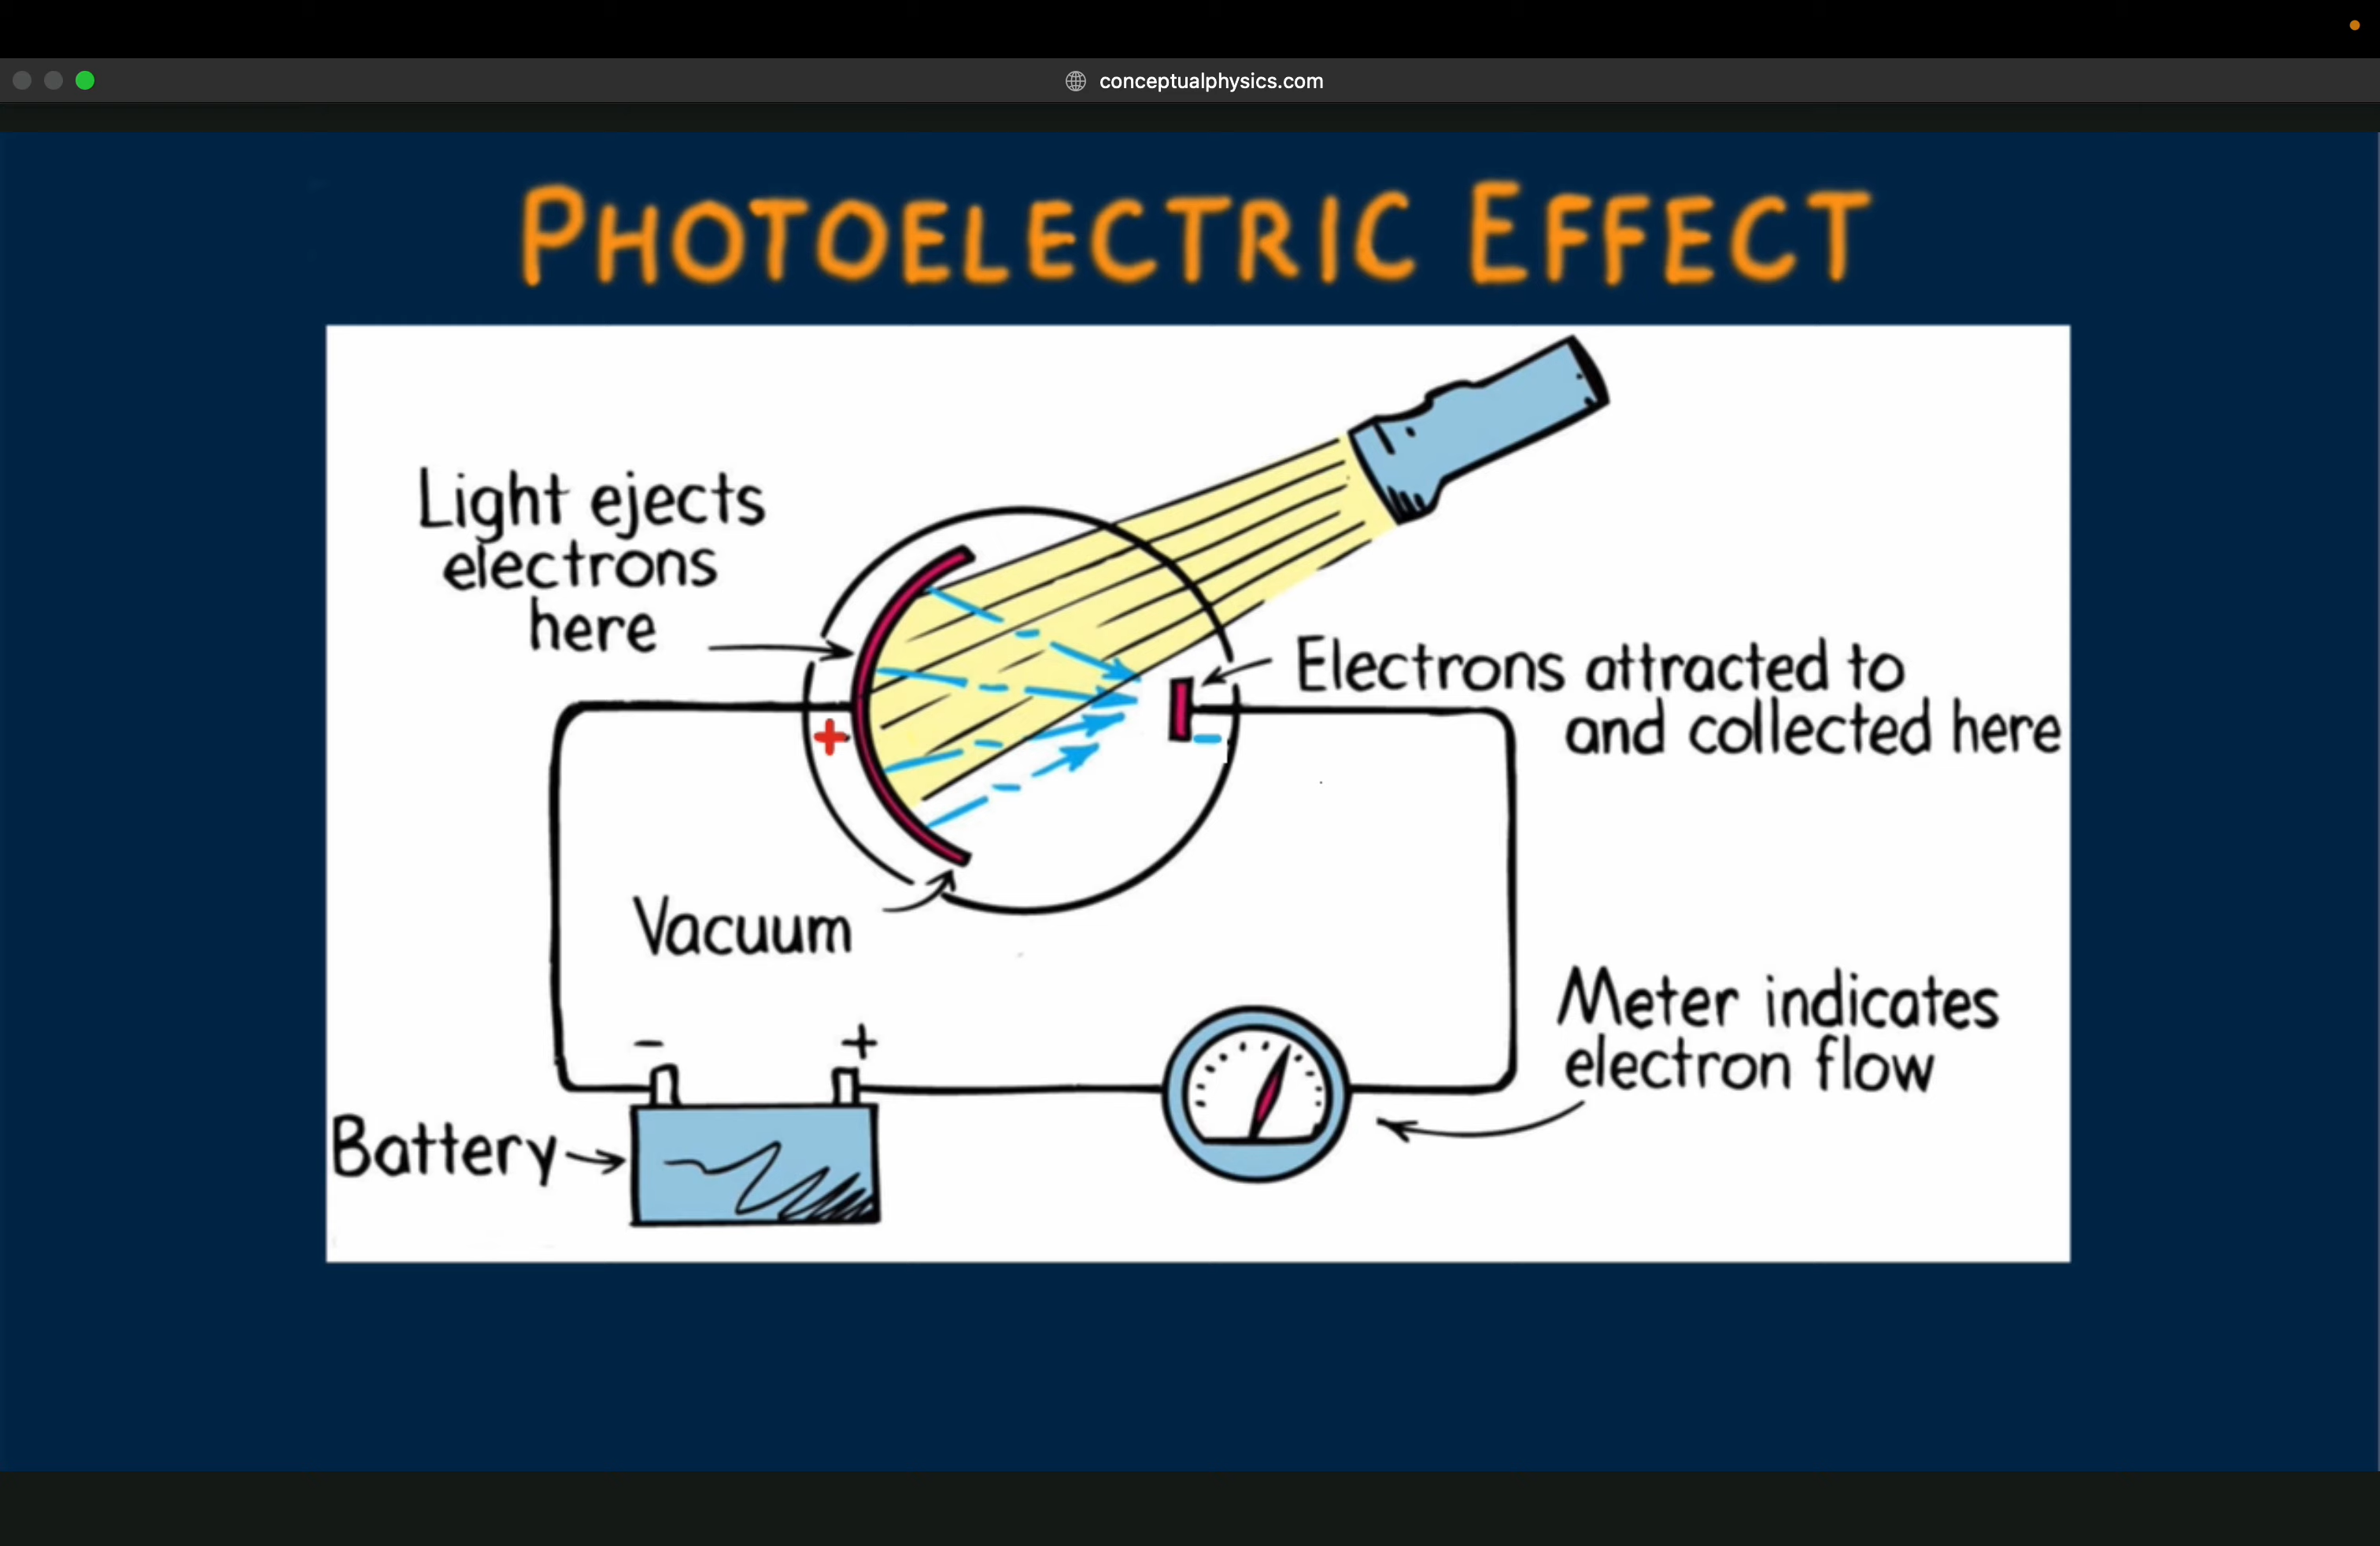 conceptualphysics.com
PHOTOELECTRIC EFFECT
Light ejects
electrons
here
Electrons attracted to
and collected here
+
-
Vacuum
- +
Meter indicates
electron flow
Battery